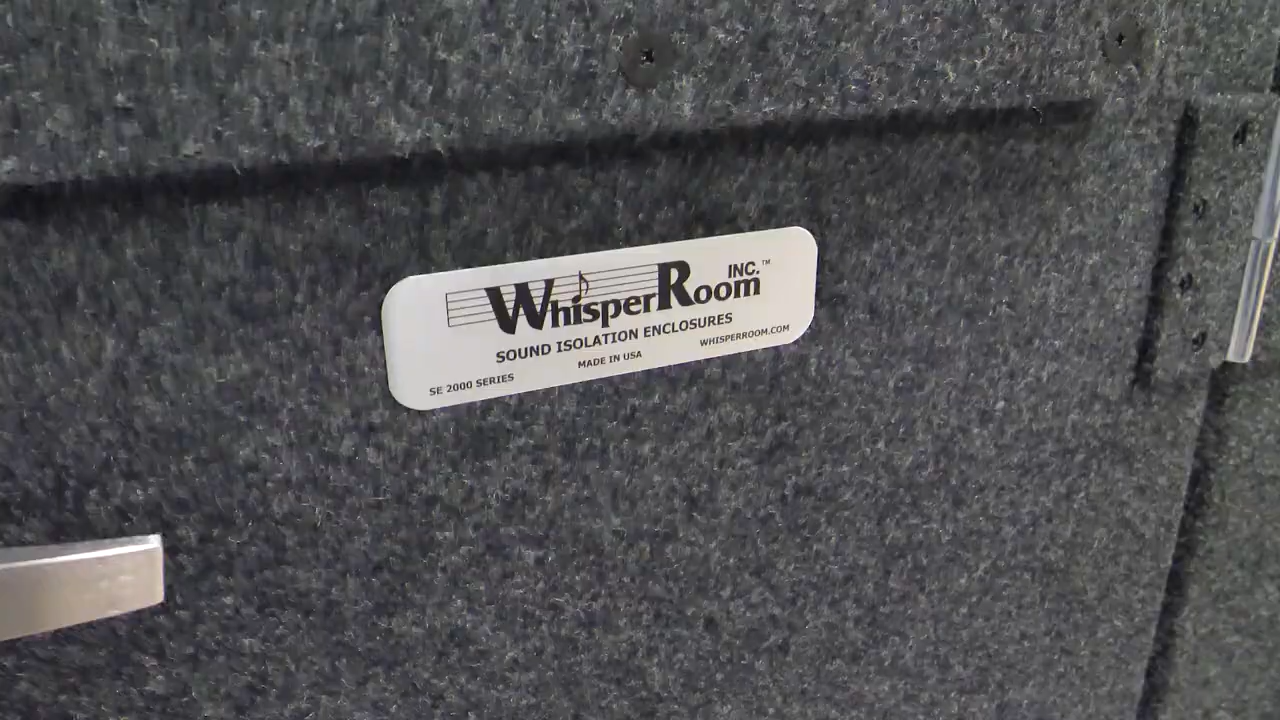 WhisperRoom INC.™
SOUND ISOLATION ENCLOSURES
SE 2000 SERIES MADE IN USA WHISPERROOM.COM